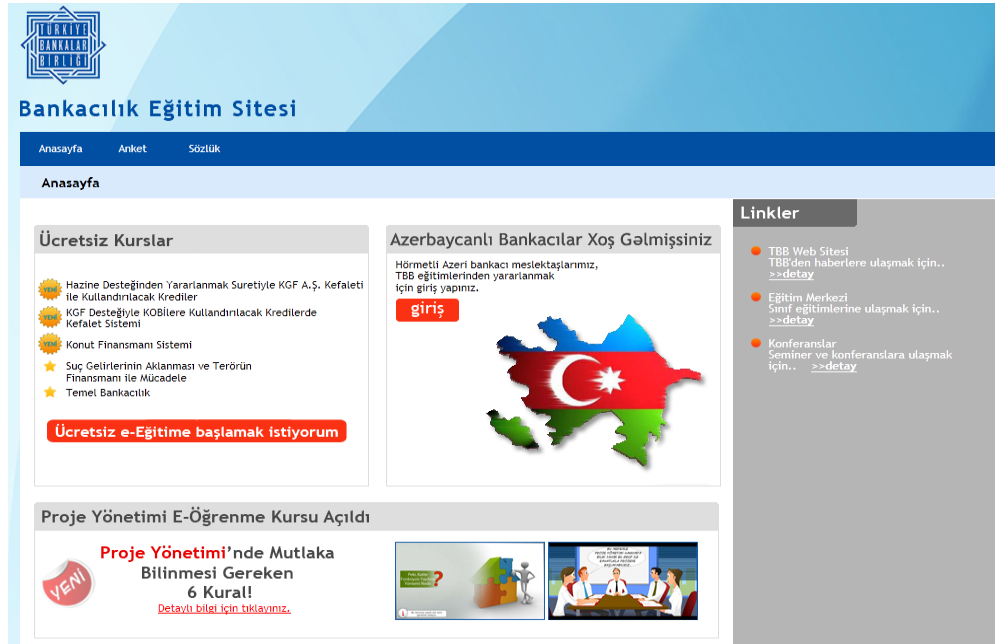 TÜRKİYE
BANKALAR
BİRLİĞİ
Bankacılık Eğitim Sitesi
Anasayfa Anket Sözlük
Anasayfa
Ücretsiz Kurslar
YENİ
Hazine Desteğinden Yararlanmak Suretiyle KGF A.Ş. Kefaleti
ile Kullandırılacak Krediler
YENİ
KGF Desteğiyle KOBİlere Kullandırılacak Kredilerde
Kefalet Sistemi
YENİ
Konut Finansmanı Sistemi
Suç Gelirlerinin Aklanması ve Terörün
Finansmanı ile Mücadele
Temel Bankacılık
Ücretsiz e-Eğitime başlamak istiyorum
Azerbaycanlı Bankacılar Xoş Gəlmişsiniz
Hörmetli Azeri bankacı meslektaşlarımız,
TBB eğitimlerinden yararlanmak
için giriş yapınız.
giriş
Linkler
TBB Web Sitesi
TBB'den haberlere ulaşmak için..
>>detay
Eğitim Merkezi
Sınıf eğitimlerine ulaşmak için..
>>detay
Konferanslar
Seminer ve konferanslara ulaşmak
için.. >>detay
Proje Yönetimi E-Öğrenme Kursu Açıldı
YENİ
Proje Yönetimi'nde Mutlaka
Bilinmesi Gereken
6 Kural!
Detaylı bilgi için tıklayınız.